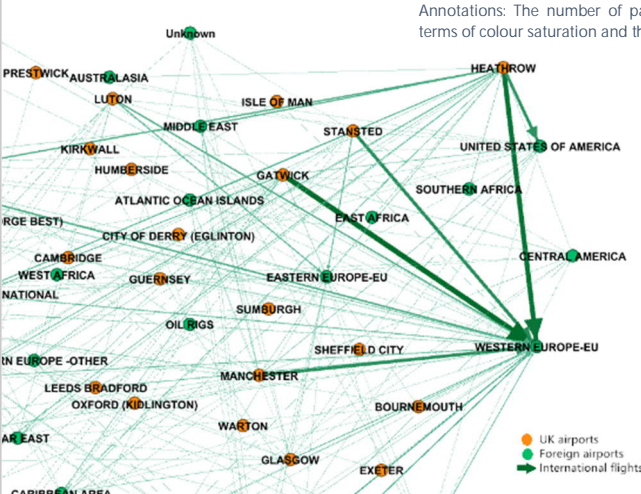 Annotations: The number of pa
terms of colour saturation and th
Unknown
HEATHROW
PRESTWICK
AUSTRALASIA
LUTON
ISLE OF MAN
MIDDLE EAST
STANSTED
KIRKWALL
UNITED STATES OF AMERICA
HUMBERSIDE
GATWICK
SOUTHERN AFRICA
ATLANTIC OCEAN ISLANDS
RGE BEST)
EAST AFRICA
CITY OF DERRY (EGLINTON)
CAMBRIDGE
CENTRAL AMERICA
WEST AFRICA
GUERNSEY
EASTERN EUROPE-EU
NATIONAL
SUMBURGH
OIL RIGS
SHEFFIELD CITY
WESTERN EUROPE-EU
RN EUROPE -OTHER
MANCHESTER
LEEDS BRADFORD
OXFORD (KIDLINGTON)
BOURNEMOUTH
WARTON
AR EAST
UK airports
Foreign airports
International flights
GLASGOW
EXETER
CARIBBEAN AREA